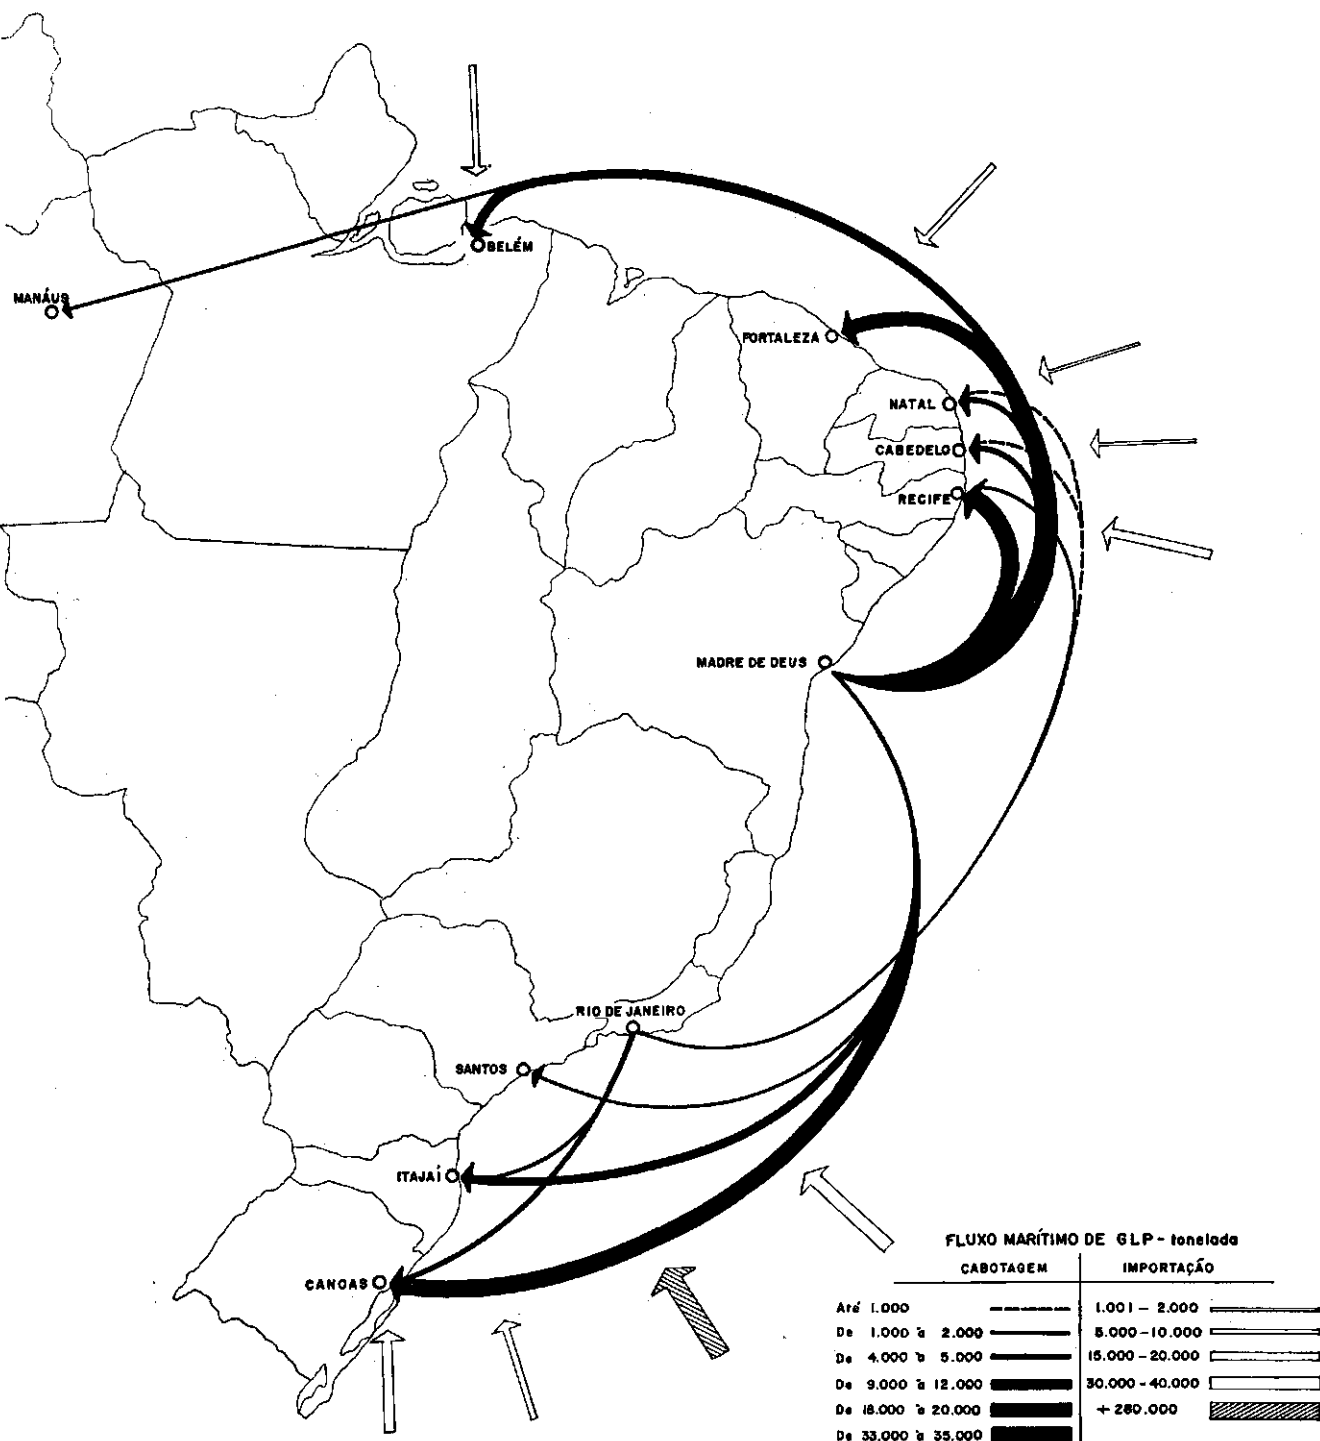 BELÉM
MANÁUS
FORTALEZA
NATAL
CABEDELO
RECIFE
MADRE DE DEUS
RIO DE JANEIRO
SANTOS
ITAJAÍ
CANOAS
FLUXO MARÍTIMO DE GLP - tonelada
CABOTAGEM IMPORTAÇÃO
Até 1.000 1.001 - 2.000
De 1.000 à 2.000 5.000 - 10.000
De 4.000 à 5.000 15.000 - 20.000
De 9.000 à 12.000 30.000 - 40.000
De 18.000 à 20.000 + 280.000
De 33.000 à 35.000